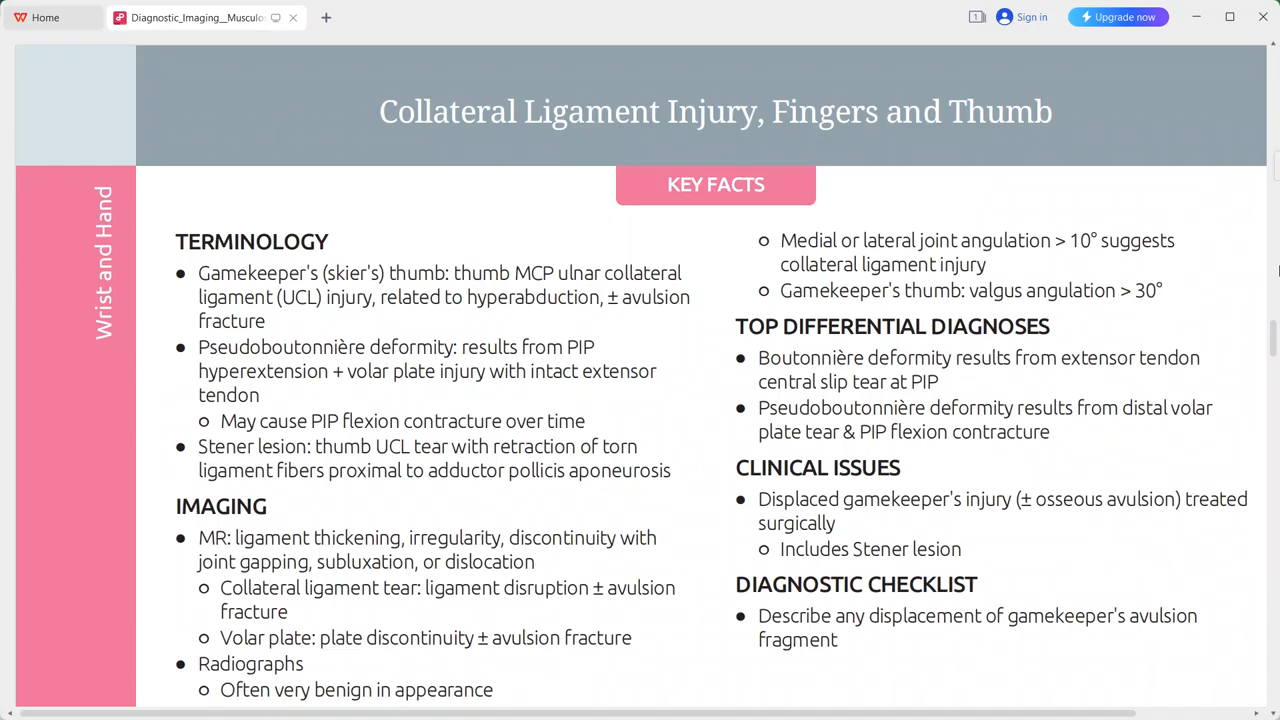 Home
Diagnostic_Imaging__Musculos
1
Sign in
Upgrade now
Collateral Ligament Injury, Fingers and Thumb
Wrist and Hand
KEY FACTS
TERMINOLOGY
● Gamekeeper's (skier's) thumb: thumb MCP ulnar collateral
ligament (UCL) injury, related to hyperabduction, ± avulsion
fracture
● Pseudoboutonnière deformity: results from PIP
hyperextension + volar plate injury with intact extensor
tendon
○ May cause PIP flexion contracture over time
● Stener lesion: thumb UCL tear with retraction of torn
ligament fibers proximal to adductor pollicis aponeurosis
IMAGING
● MR: ligament thickening, irregularity, discontinuity with
joint gapping, subluxation, or dislocation
○ Collateral ligament tear: ligament disruption ± avulsion
fracture
○ Volar plate: plate discontinuity ± avulsion fracture
● Radiographs
○ Often very benign in appearance
○ Medial or lateral joint angulation > 10° suggests
collateral ligament injury
○ Gamekeeper's thumb: valgus angulation > 30°
TOP DIFFERENTIAL DIAGNOSES
● Boutonnière deformity results from extensor tendon
central slip tear at PIP
● Pseudoboutonnière deformity results from distal volar
plate tear & PIP flexion contracture
CLINICAL ISSUES
● Displaced gamekeeper's injury (± osseous avulsion) treated
surgically
○ Includes Stener lesion
DIAGNOSTIC CHECKLIST
● Describe any displacement of gamekeeper's avulsion
fragment